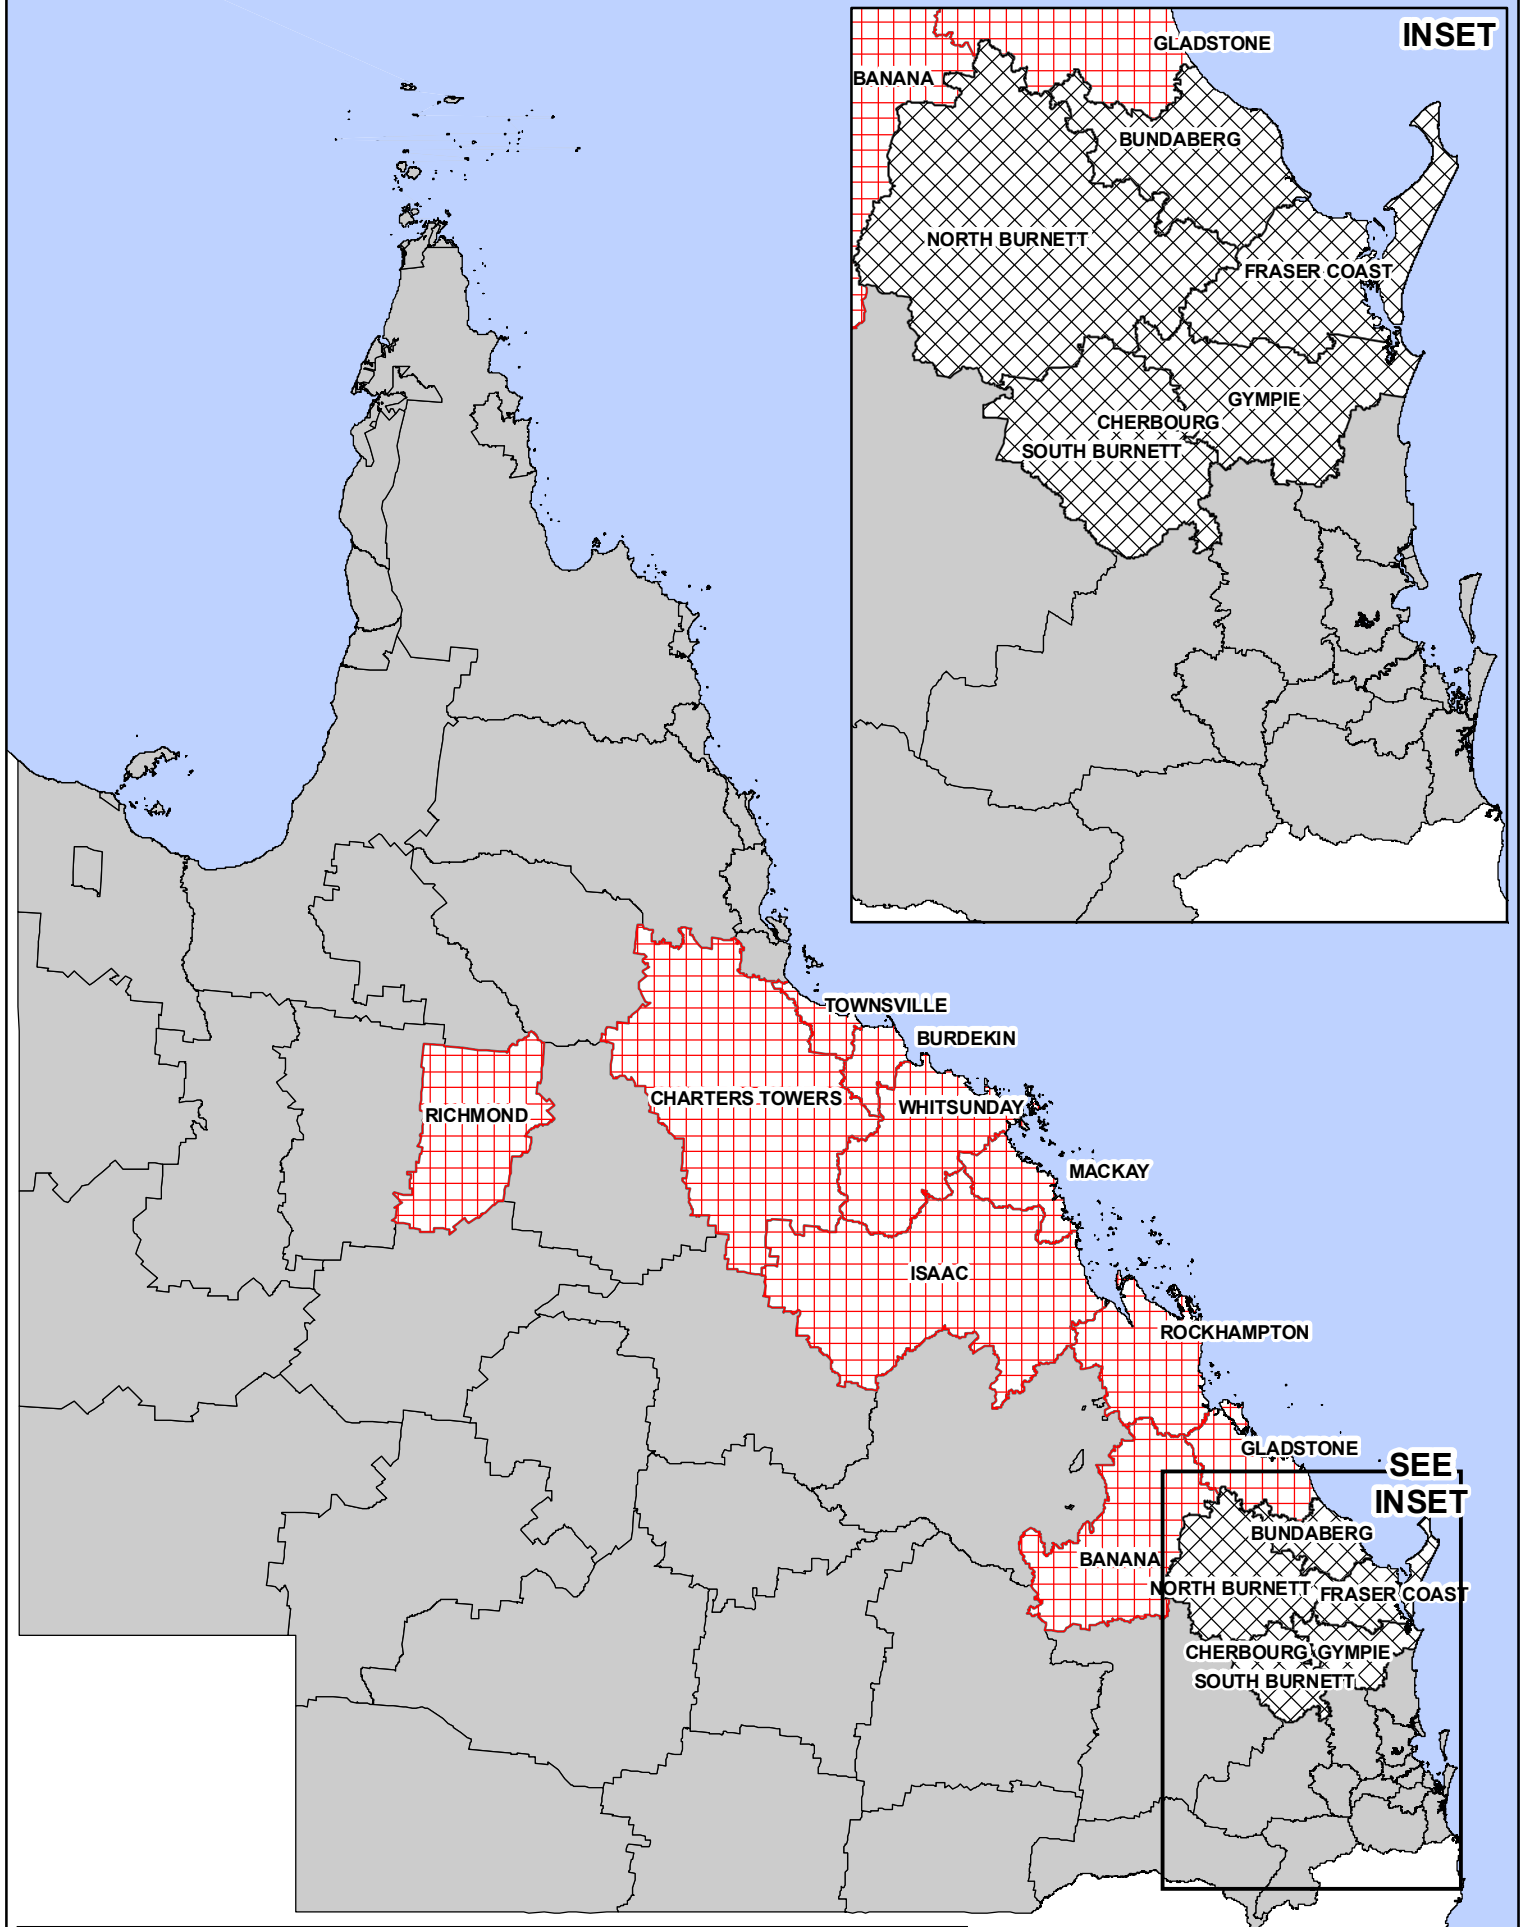 INSET
GLADSTONE
BANANA
BUNDABERG
NORTH BURNETT
FRASER COAST
GYMPIE
CHERBOURG
SOUTH BURNETT
TOWNSVILLE
BURDEKIN
CHARTERS TOWERS
WHITSUNDAY
RICHMOND
MACKAY
ISAAC
ROCKHAMPTON
GLADSTONE
SEE
INSET
BUNDABERG
BANANA
NORTH BURNETT
FRASER COAST
CHERBOURG
GYMPIE
SOUTH BURNETT